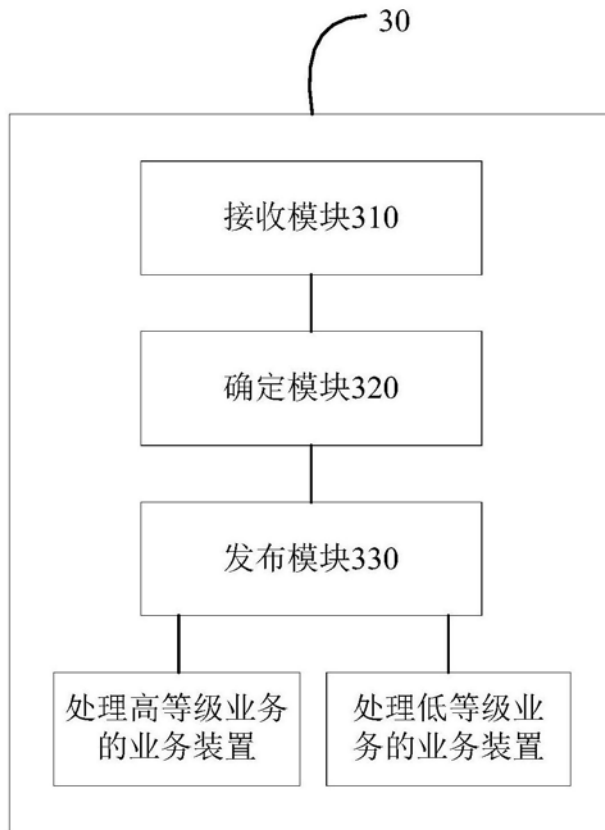 30
接收模块310
确定模块320
发布模块330
处理高等级业务
的业务装置
处理低等级业
务的业务装置